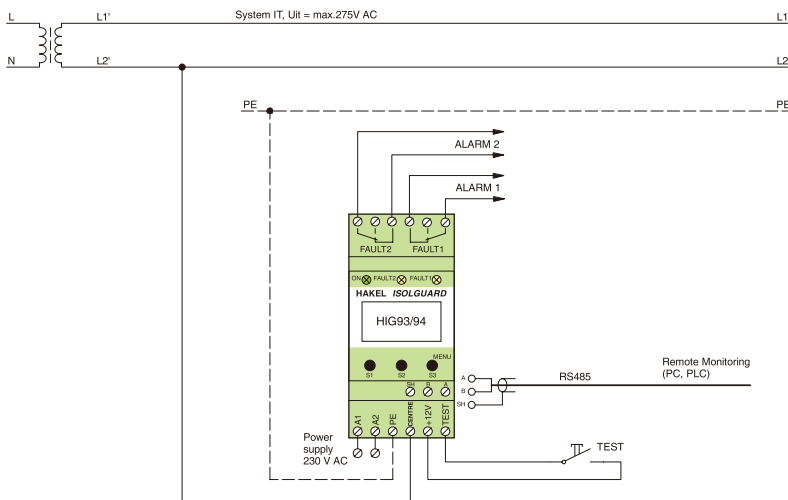 L
L1'
System IT, Uit = max.275V AC
L1
N
L2'
L2
PE
PE
ALARM 2
ALARM 1
FAULT2
FAULT1
ON
FAULT2
FAULT1
HAKEL ISOLGUARD
HIG93/94
MENU
S1
S2
S3
SH
B
A
A
B
SH
RS485
Remote Monitoring
(PC, PLC)
A1
A2
PE
CENTRE
+12V
TEST
Power
supply
230 V AC
TEST